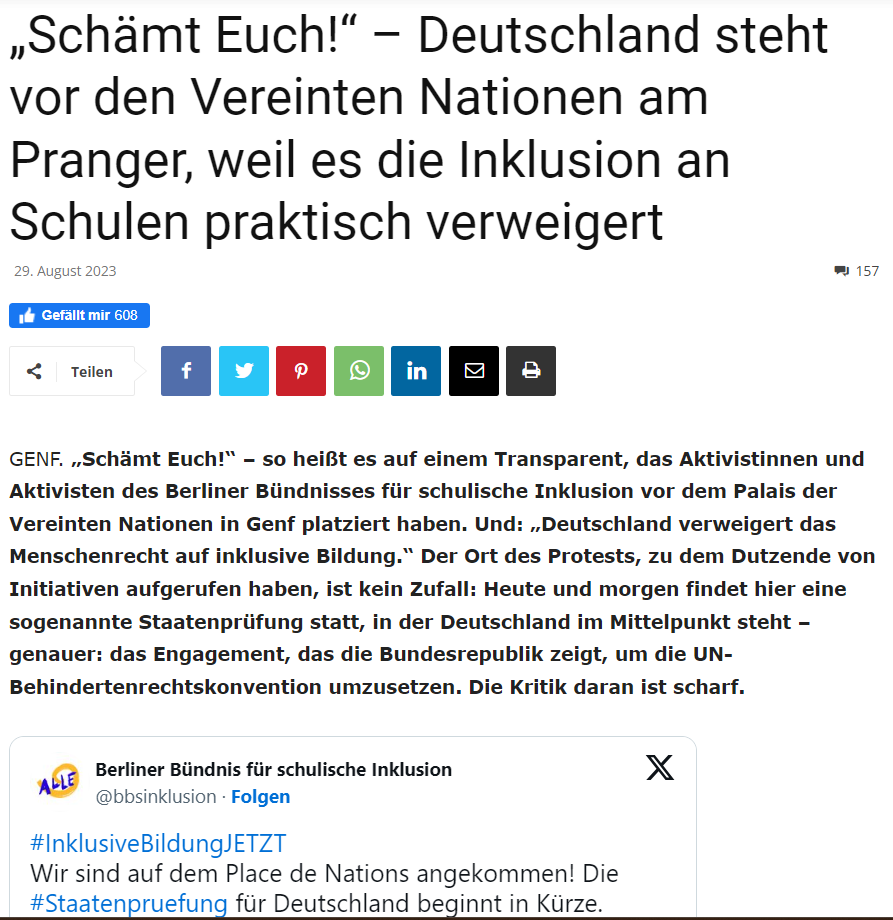 „Schämt Euch!“ – Deutschland steht
vor den Vereinten Nationen am
Pranger, weil es die Inklusion an
Schulen praktisch verweigert
29. August 2023
157
Gefällt mir 608
Teilen
GENF. „Schämt Euch!“ – so heißt es auf einem Transparent, das Aktivistinnen und
Aktivisten des Berliner Bündnisses für schulische Inklusion vor dem Palais der
Vereinten Nationen in Genf platziert haben. Und: „Deutschland verweigert das
Menschenrecht auf inklusive Bildung.“ Der Ort des Protests, zu dem Dutzende von
Initiativen aufgerufen haben, ist kein Zufall: Heute und morgen findet hier eine
sogenannte Staatenprüfung statt, in der Deutschland im Mittelpunkt steht –
genauer: das Engagement, das die Bundesrepublik zeigt, um die UN-
Behindertenrechtskonvention umzusetzen. Die Kritik daran ist scharf.
ALLE
Berliner Bündnis für schulische Inklusion
@bbsinklusion · Folgen
#InklusiveBildungJETZT
Wir sind auf dem Place de Nations angekommen! Die
#Staatenpruefung für Deutschland beginnt in Kürze.